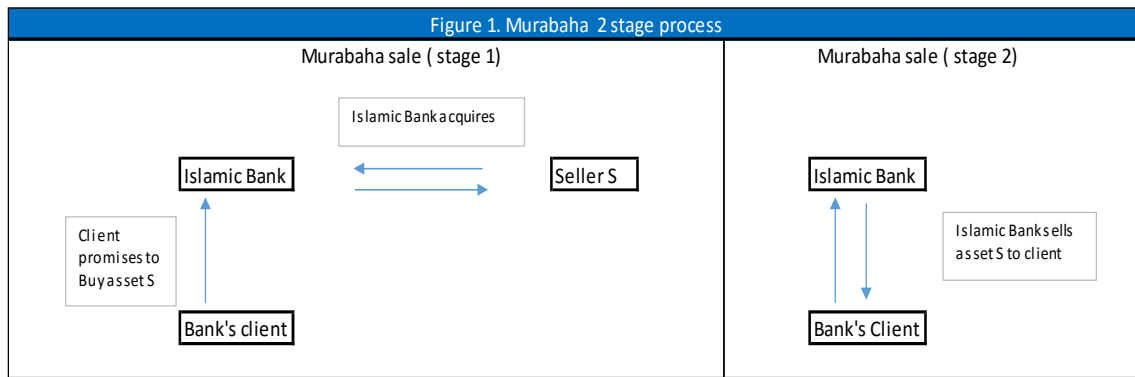 Figure 1. Murabaha 2 stage process
Murabaha sale ( stage 1)
Islamic Bank acquires
Islamic Bank
Seller S
Client
promises to
Buy asset S
Bank's client
Murabaha sale ( stage 2)
Islamic Bank
Islamic Bank sells
asset S to client
Bank's Client